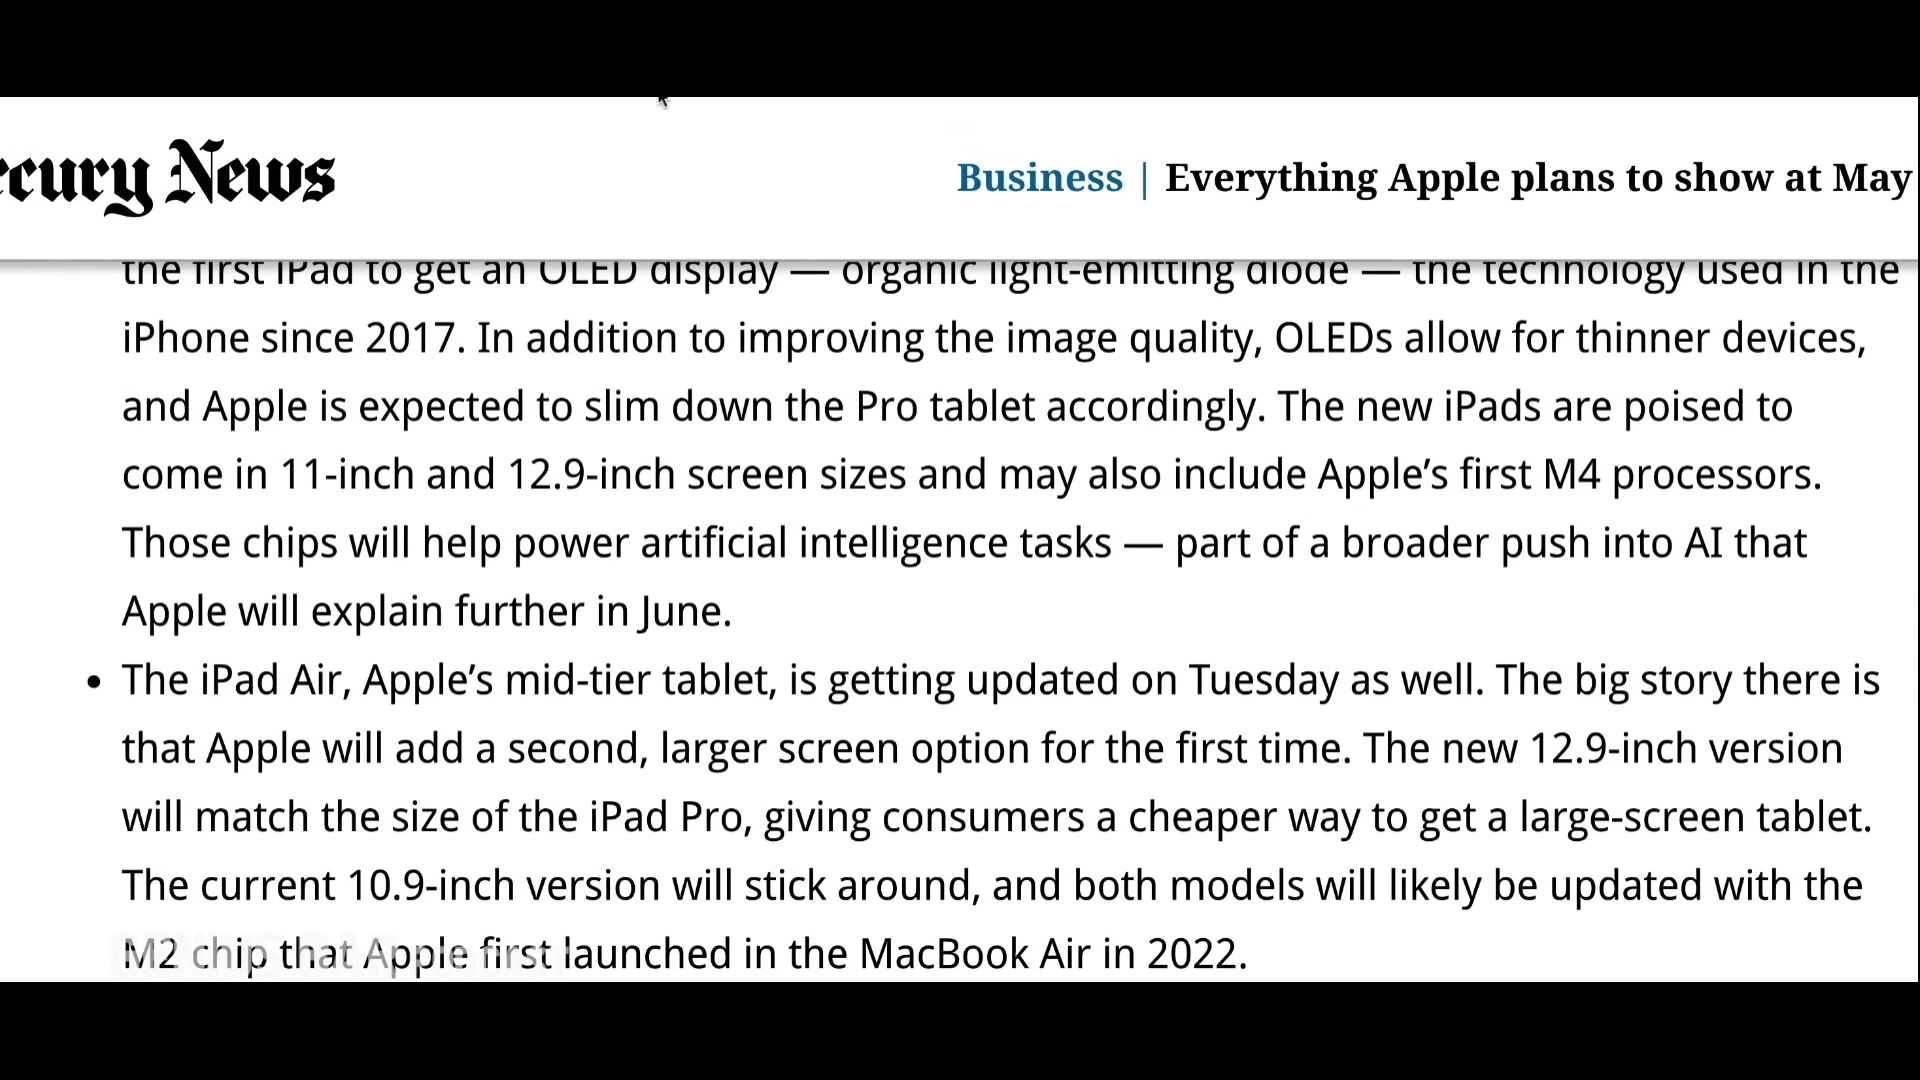 News
Business | Everything Apple plans to show at May
the first iPad to get an OLED display — organic light-emitting diode — the technology used in the
iPhone since 2017. In addition to improving the image quality, OLEDs allow for thinner devices,
and Apple is expected to slim down the Pro tablet accordingly. The new iPads are poised to
come in 11-inch and 12.9-inch screen sizes and may also include Apple’s first M4 processors.
Those chips will help power artificial intelligence tasks — part of a broader push into AI that
Apple will explain further in June.
• The iPad Air, Apple’s mid-tier tablet, is getting updated on Tuesday as well. The big story there is
that Apple will add a second, larger screen option for the first time. The new 12.9-inch version
will match the size of the iPad Pro, giving consumers a cheaper way to get a large-screen tablet.
The current 10.9-inch version will stick around, and both models will likely be updated with the
M2 chip that Apple first launched in the MacBook Air in 2022.